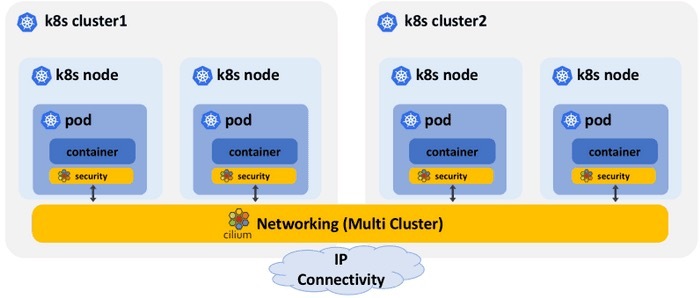 k8s cluster1
k8s cluster2
k8s node
k8s node
k8s node
k8s node
pod
pod
pod
pod
container
container
container
container
security
security
security
security
cilium
Networking (Multi Cluster)
IP
Connectivity